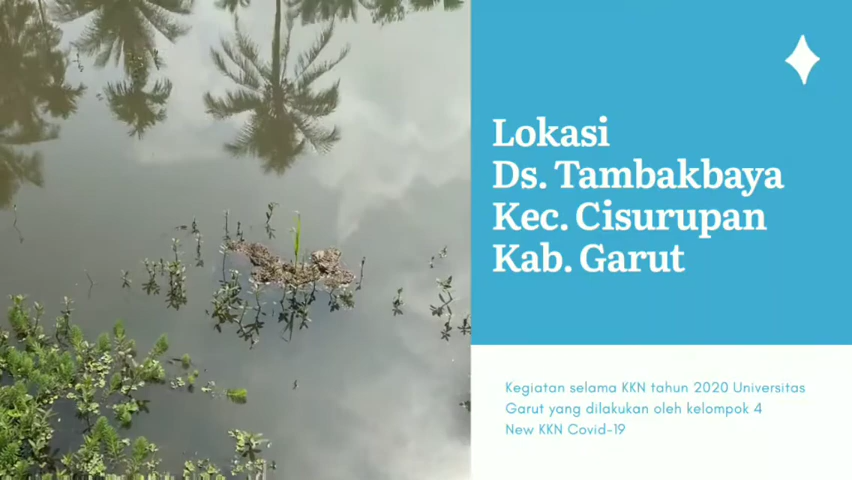 Lokasi
Ds. Tambakbaya
Kec. Cisurupan
Kab. Garut
Kegiatan selama KKN tahun 2020 Universitas
Garut yang dilakukan oleh kelompok 4
New KKN Covid-19